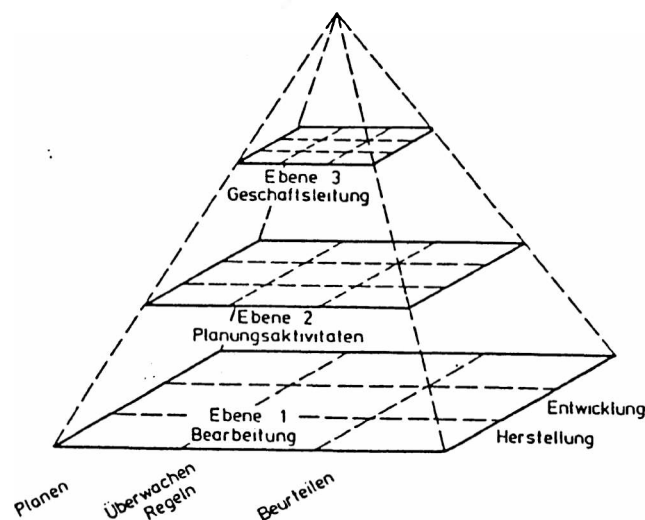 Ebene 3
Geschaftsleitung
Ebene 2
Planungsaktivitaten
Ebene 1
Bearbeitung
Entwicklung
Herstellung
Planen
Überwachen
Regeln
Beurteilen